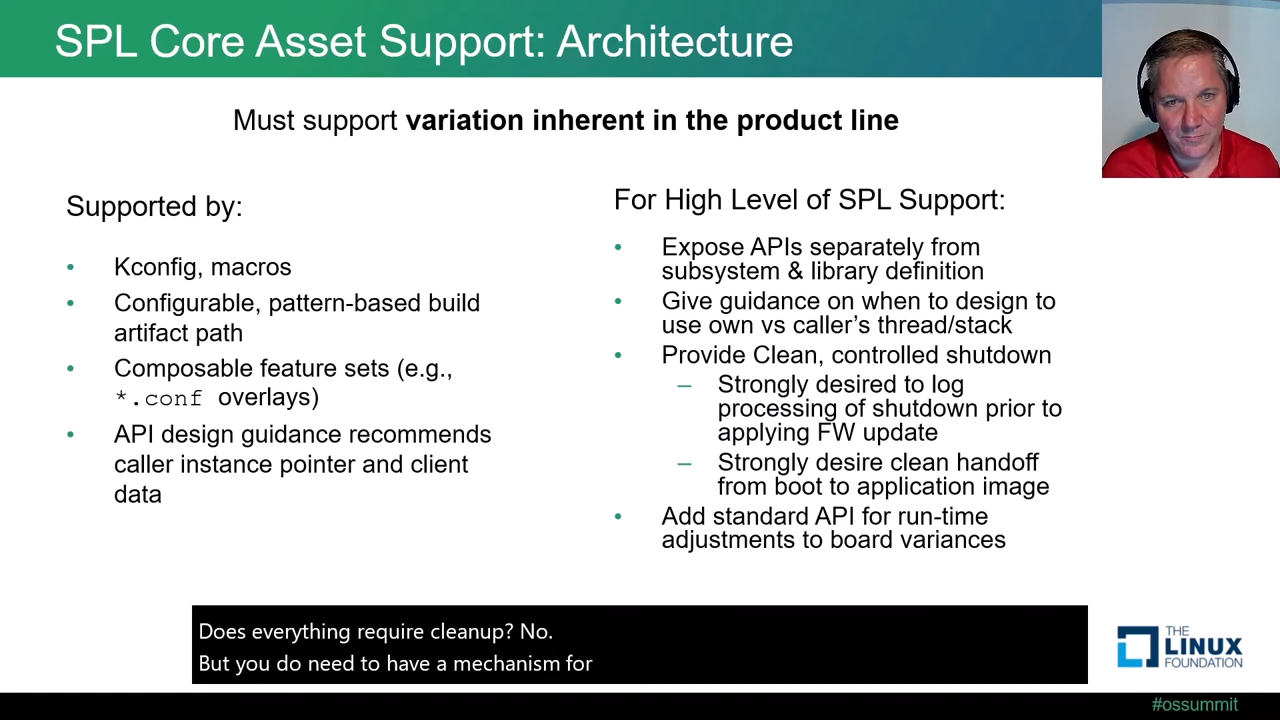 SPL Core Asset Support: Architecture
Must support variation inherent in the product line
Supported by:
• Kconfig, macros
• Configurable, pattern-based build
artifact path
• Composable feature sets (e.g.,
*.conf overlays)
• API design guidance recommends
caller instance pointer and client
data
For High Level of SPL Support:
• Expose APIs separately from
subsystem & library definition
• Give guidance on when to design to
use own vs caller’s thread/stack
• Provide Clean, controlled shutdown
– Strongly desired to log
processing of shutdown prior to
applying FW update
– Strongly desire clean handoff
from boot to application image
• Add standard API for run-time
adjustments to board variances
Does everything require cleanup? No.
But you do need to have a mechanism for
THE
LINUX
FOUNDATION
#ossummit